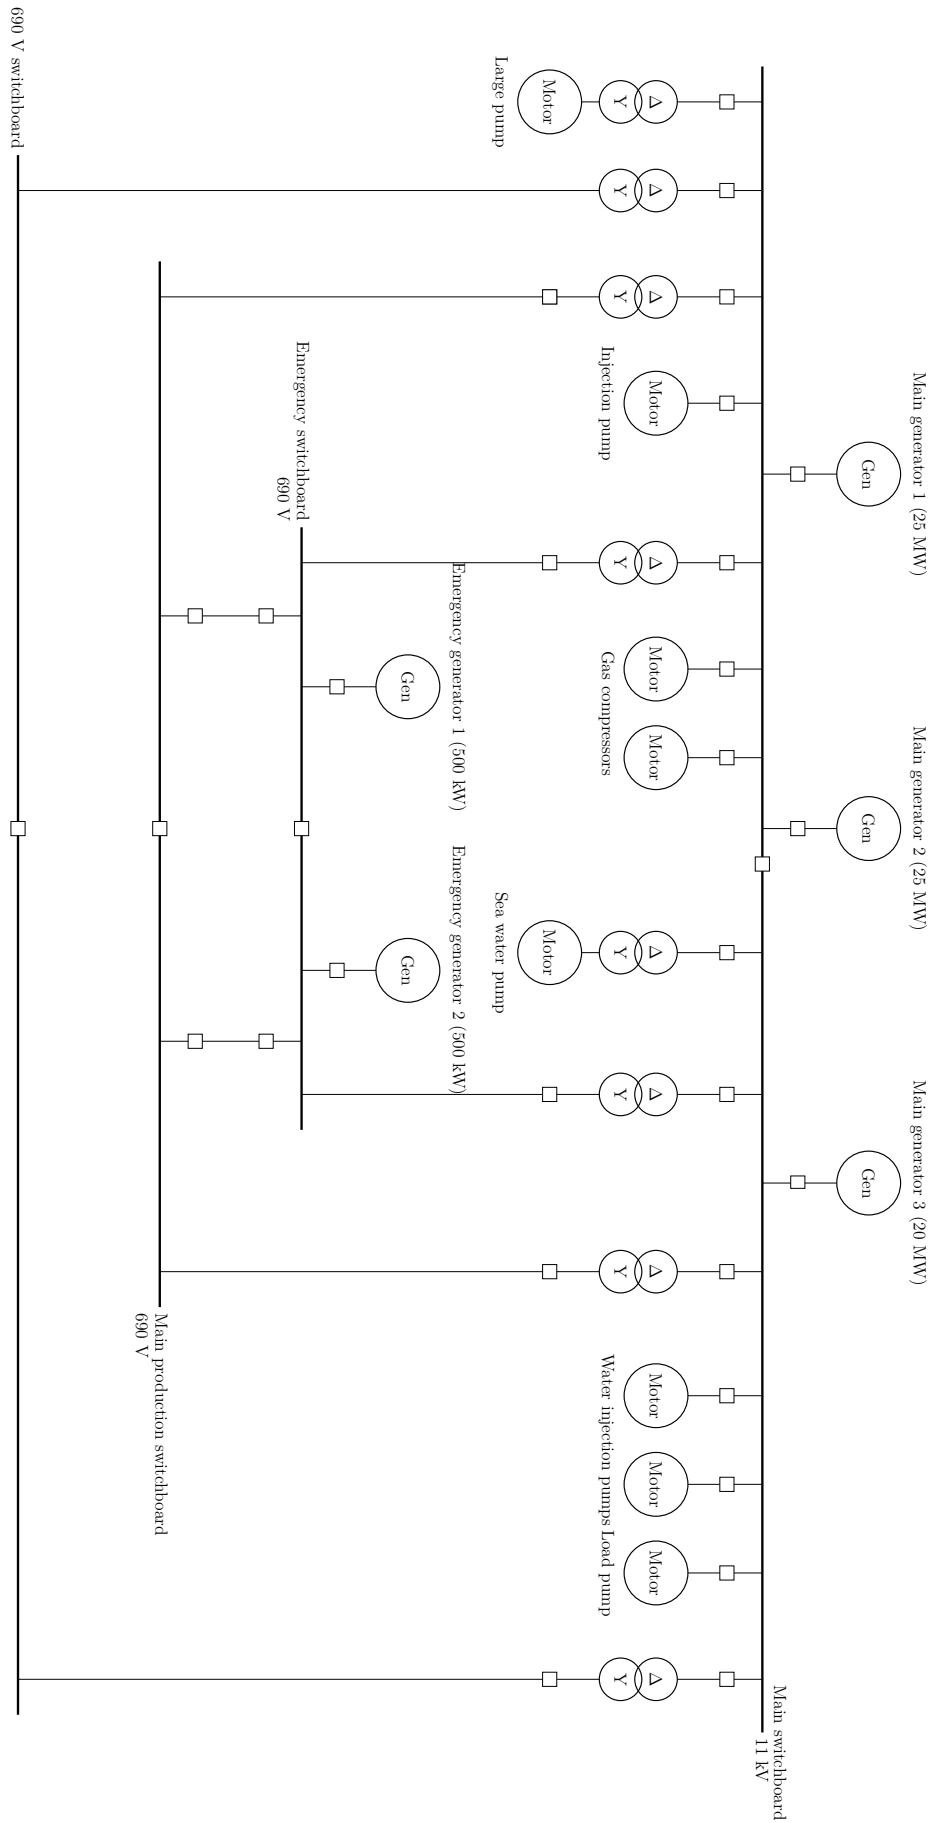 Main generator 1 (25 MW)
Main generator 2 (25 MW)
Main generator 3 (20 MW)
Gen
Gen
Gen
Main switchboard
11 kV
Δ
Δ
Δ
Motor
Δ
Motor
Motor
Δ
Δ
Δ
Motor
Motor
Motor
Δ
Y
Y
Y
Y
Y
Y
Y
Y
Injection pump
Gas compressors
Water injection pumps
Load pump
Motor
Motor
Large pump
Sea water pump
Emergency generator 1 (500 kW)
Emergency generator 2 (500 kW)
Gen
Gen
Emergency switchboard
690 V
Main production switchboard
690 V
690 V switchboard